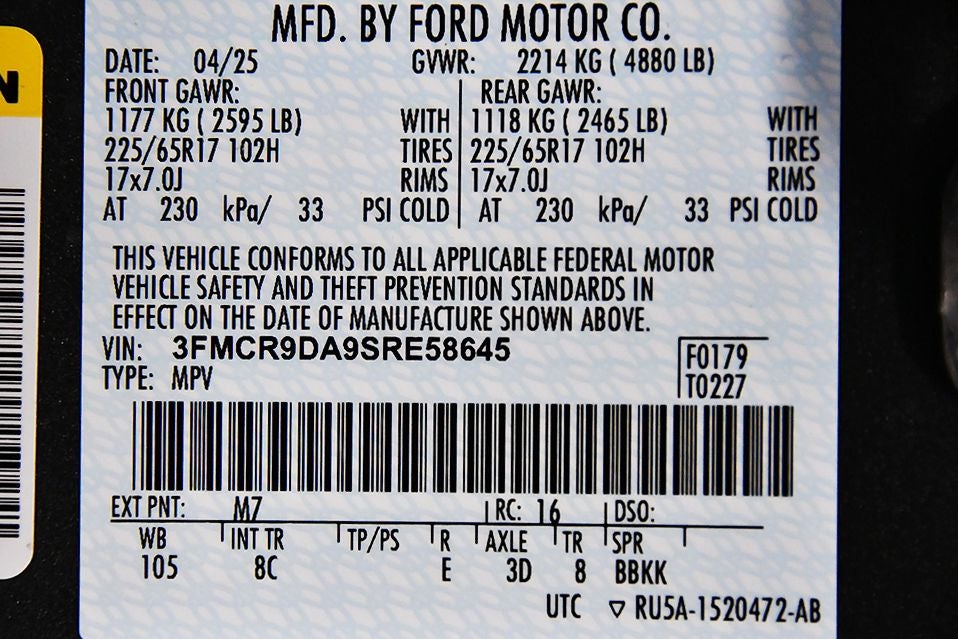 MFD. BY FORD MOTOR CO.
DATE: 04/25 GVWR: 2214 KG ( 4880 LB)
FRONT GAWR: REAR GAWR:
1177 KG ( 2595 LB) WITH 1118 KG ( 2465 LB) WITH
225/65R17 102H TIRES 225/65R17 102H TIRES
17x7.0J RIMS 17x7.0J RIMS
AT 230 kPa/ 33 PSI COLD AT 230 kPa/ 33 PSI COLD
THIS VEHICLE CONFORMS TO ALL APPLICABLE FEDERAL MOTOR
VEHICLE SAFETY AND THEFT PREVENTION STANDARDS IN
EFFECT ON THE DATE OF MANUFACTURE SHOWN ABOVE.
VIN: 3FMCR9DA9SRE58645 F0179
TYPE: MPV T0227
EXT PNT: M7 RC: 16 DSO:
WB INT TR TP/PS R AXLE TR SPR
105 8C E 3D 8 BBKK
UTC ▽ RU5A-1520472-AB
N